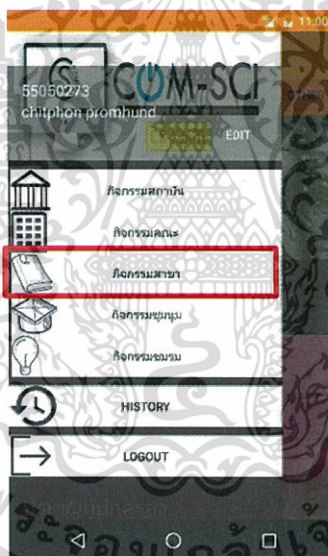 11:00
COM-SCI
55050273
chitphon promhund
EDIT
กิจกรรมสถาบัน
กิจกรรมคณะ
กิจกรรมสาขา
กิจกรรมชุมนุม
กิจกรรมชมรม
HISTORY
LOGOUT